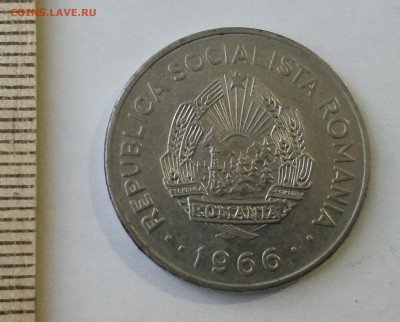 COINS.LAVE.RU
REPUBLICA SOCIALISTA ROMANIA
ROMANIA
1966